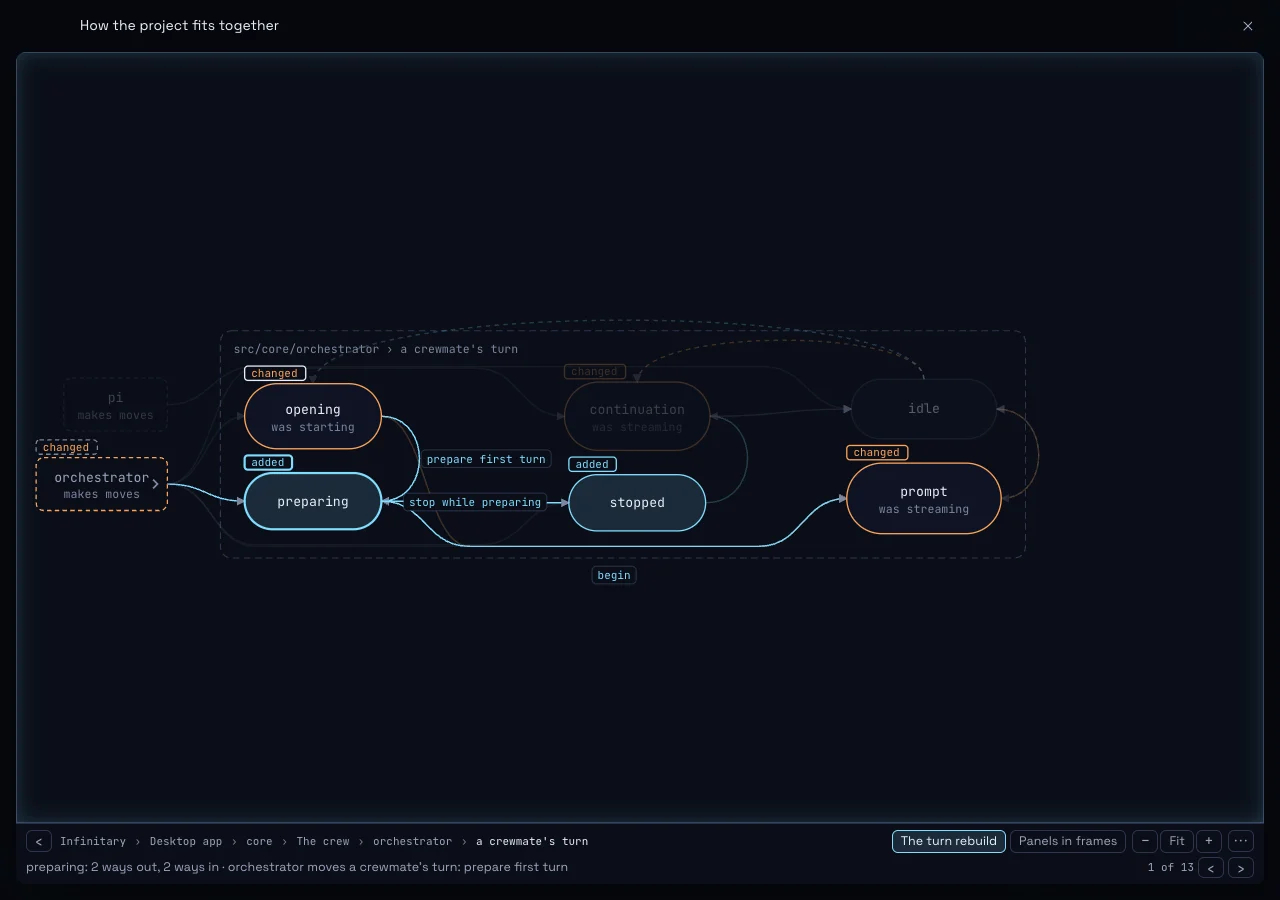 How the project fits together
×
src/core/orchestrator › a crewmate's turn
changed
changed
opening
was starting
continuation
was streaming
idle
pi
makes moves
changed
orchestrator
makes moves
added
preparing
prepare first turn
stop while preparing
added
stopped
changed
prompt
was streaming
begin
< Infinitary › Desktop app › core › The crew › orchestrator › a crewmate's turn
The turn rebuild Panels in frames − Fit + ···
preparing: 2 ways out, 2 ways in · orchestrator moves a crewmate's turn: prepare first turn
1 of 13 < >